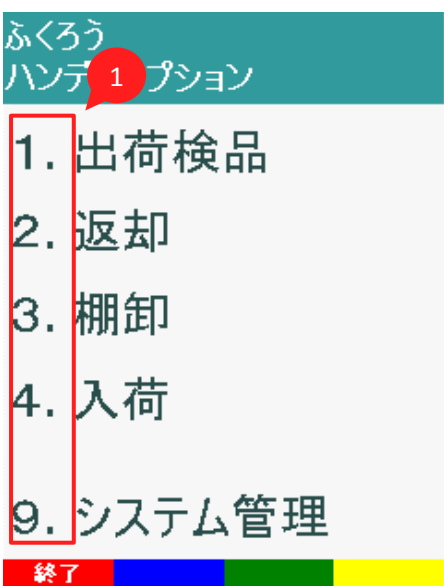 ふくろう
ハンデ 1 プション
1. 出荷検品
2. 返却
3. 棚卸
4. 入荷
9. システム管理
終了